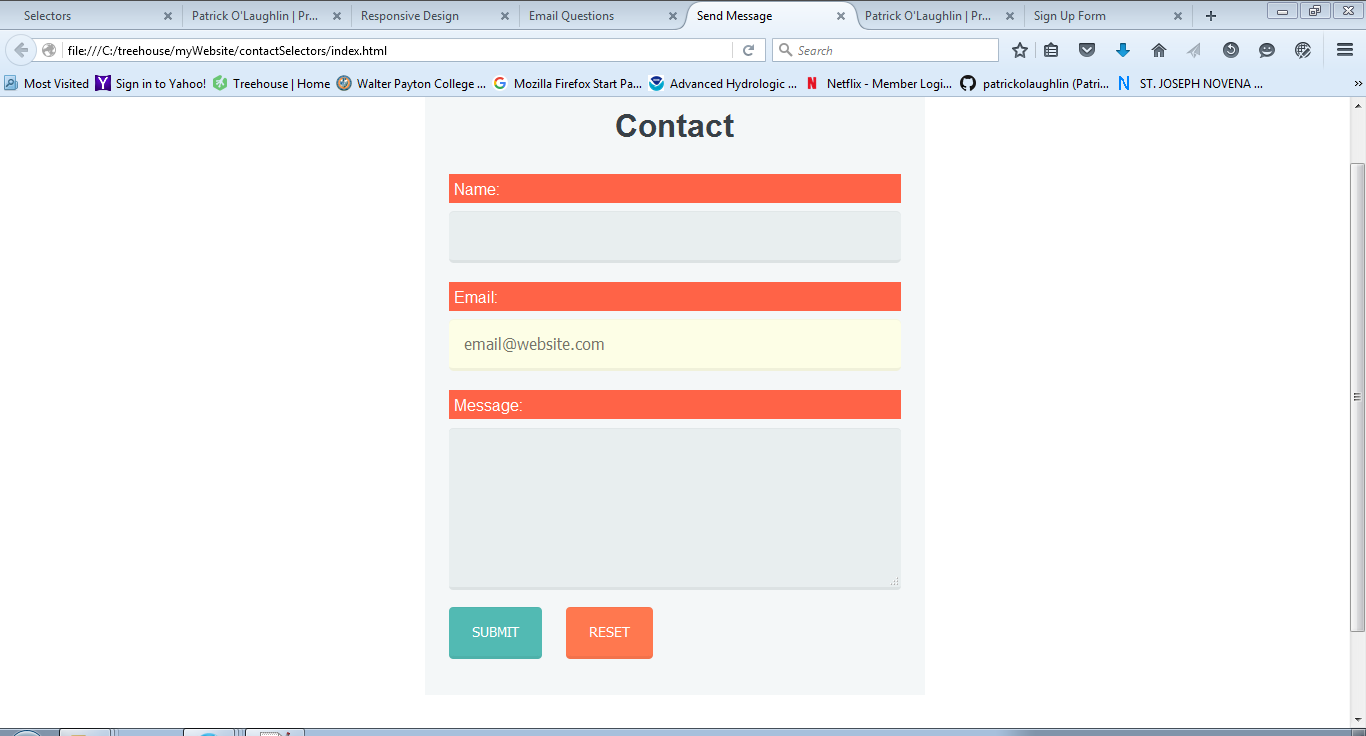 Selectors
Patrick O'Laughlin | Pr...
Responsive Design
Email Questions
Send Message
Patrick O'Laughlin | Pr...
Sign Up Form
file:///C:/treehouse/myWebsite/contactSelectors/index.html
Search
Most Visited
Sign in to Yahoo!
Treehouse | Home
Walter Payton College ...
Mozilla Firefox Start Pa...
Advanced Hydrologic ...
Netflix - Member Logi...
patrickolaughlin (Patri...
ST. JOSEPH NOVENA ...
Contact
Name:
Email:
email@website.com
Message:
SUBMIT
RESET